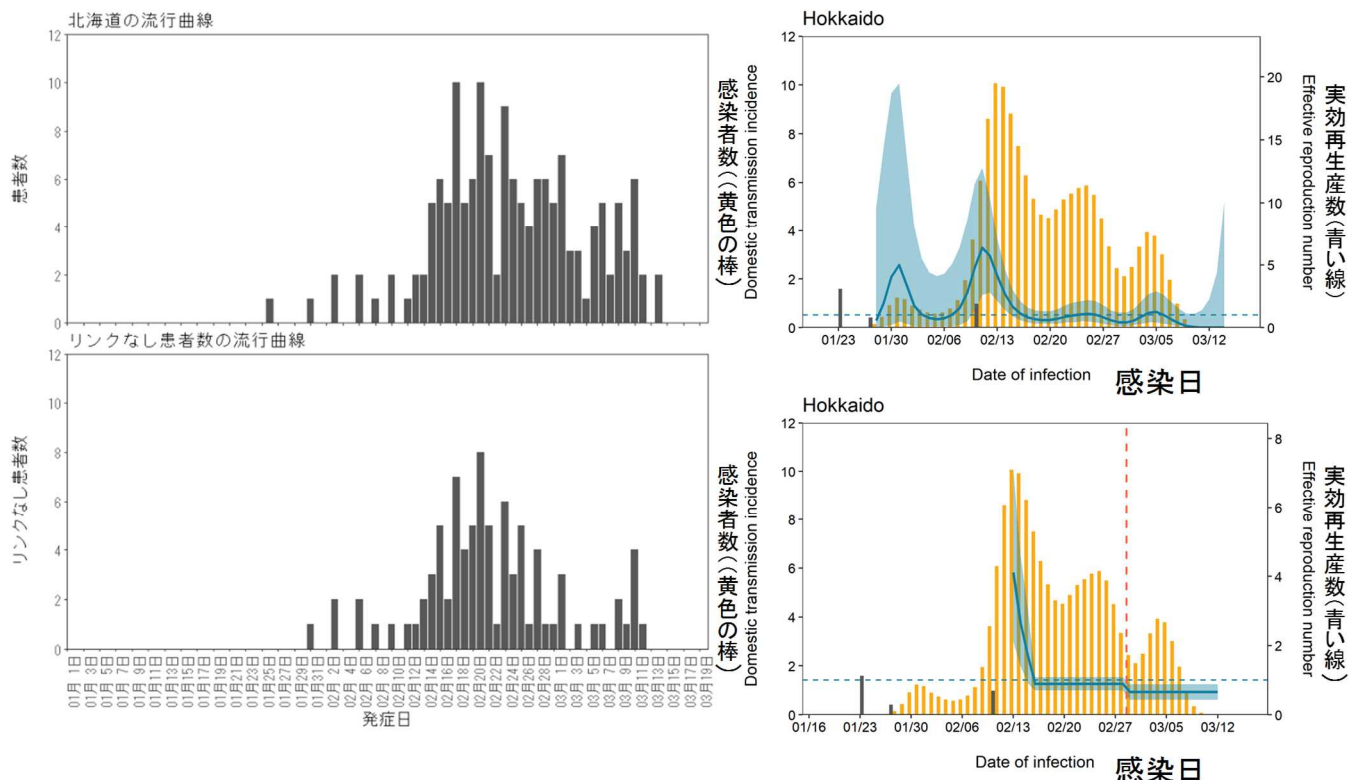 北海道の流行曲線
12
10
8
6
4
2
0
患者数
リンクなし患者数の流行曲線
12
10
8
6
4
2
0
リンクなし患者数
01月 1日
01月 3日
01月 5日
01月 7日
01月 9日
01月11日
01月13日
01月15日
01月17日
01月19日
01月21日
01月23日
01月25日
01月27日
01月29日
01月31日
02月 2日
02月 4日
02月 6日
02月 8日
02月10日
02月12日
02月14日
02月16日
02月18日
02月20日
02月22日
02月24日
02月26日
02月28日
03月 1日
03月 3日
03月 5日
03月 7日
03月 9日
03月11日
03月13日
03月15日
03月17日
03月19日
発症日
Hokkaido
感染者数((黄色の棒)
Domestic transmission incidence
12
10
8
6
4
2
0
20
15
10
5
0
Effective reproduction number
実効再生産数(青い線)
01/23 01/30 02/06 02/13 02/20 02/27 03/05 03/12
Date of infection 感染日
Hokkaido
感染者数((黄色の棒)
Domestic transmission incidence
12
10
8
6
4
2
0
8
6
4
2
0
Effective reproduction number
実効再生産数(青い線)
01/16 01/23 01/30 02/06 02/13 02/20 02/27 03/05 03/12
Date of infection 感染日